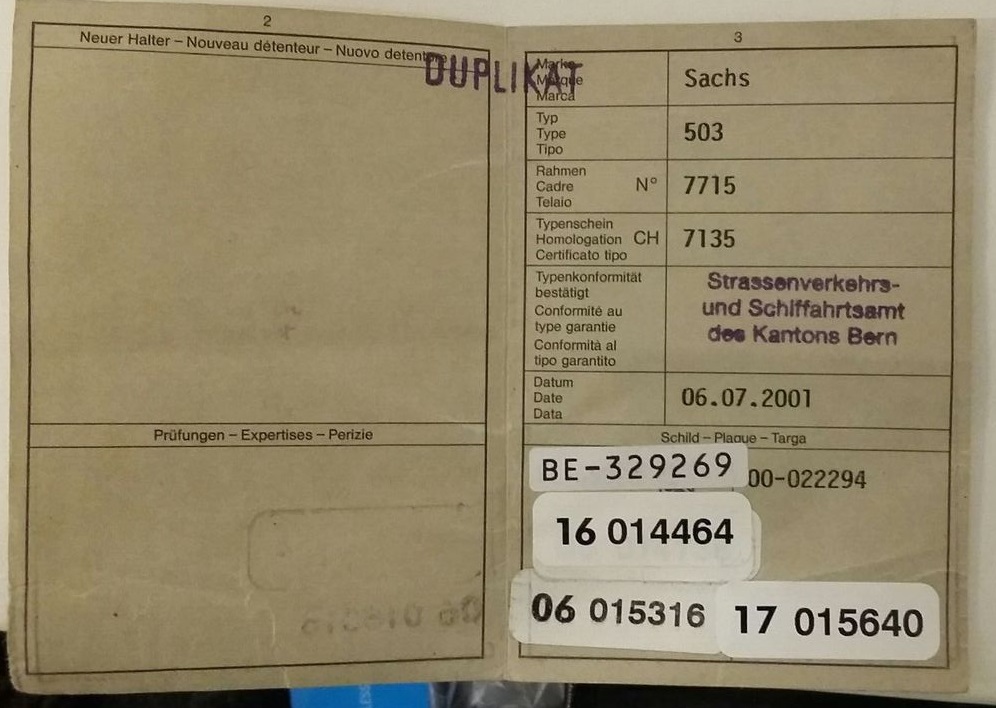 2
Neuer Halter – Nouveau détenteur – Nuovo detentore
DUPLIKAT
Prüfungen – Expertises – Perizie
3
Marke
Marque
Marca
Sachs
Typ
Type
Tipo
503
Rahmen
Cadre N°
Telaio
7715
Typenschein
Homologation CH
Certificato tipo
7135
Typenkonformität
bestätigt
Conformité au
type garantie
Conformità al
tipo garantito
Strassenverkehrs-
und Schiffahrtsamt
des Kantons Bern
Datum
Date
Data
06.07.2001
Schild – Plaque – Targa
BE-329269
00-022294
16 014464
06 015316
17 015640